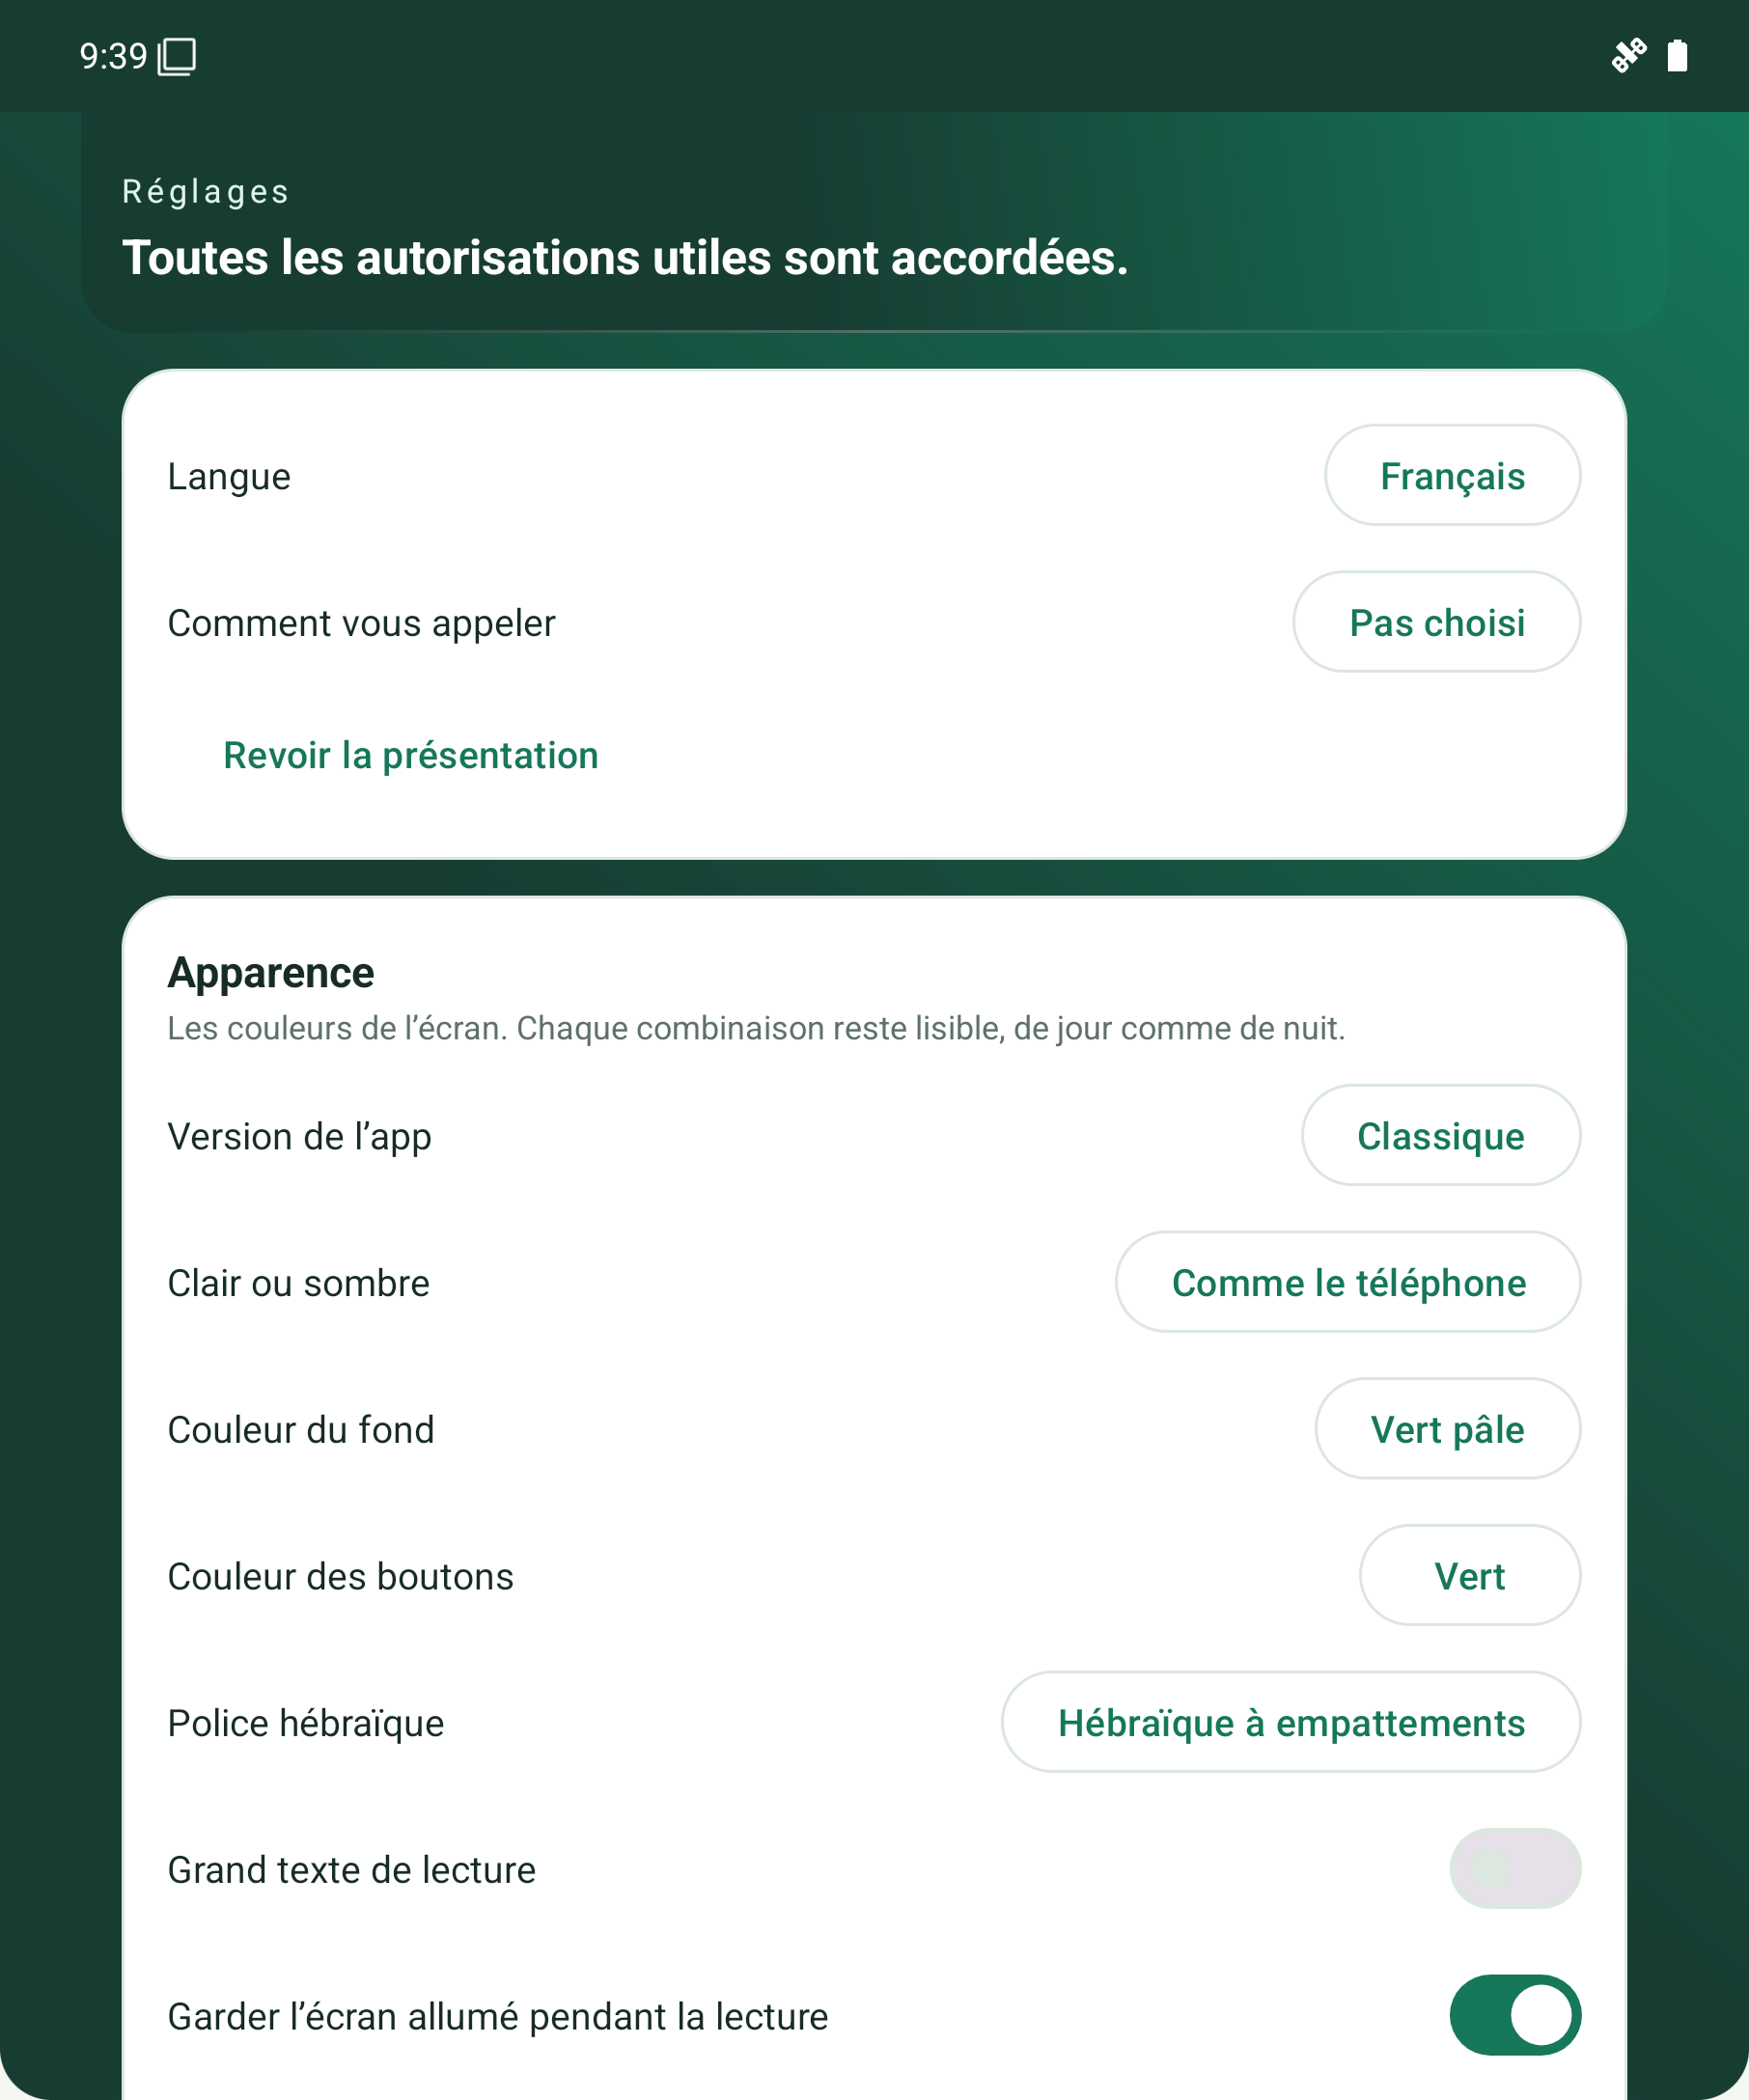 9:39
Réglages
Toutes les autorisations utiles sont accordées.
Langue
Français
Comment vous appeler
Pas choisi
Revoir la présentation
Apparence
Les couleurs de l’écran. Chaque combinaison reste lisible, de jour comme de nuit.
Version de l’app
Classique
Clair ou sombre
Comme le téléphone
Couleur du fond
Vert pâle
Couleur des boutons
Vert
Police hébraïque
Hébraïque à empattements
Grand texte de lecture
Garder l’écran allumé pendant la lecture